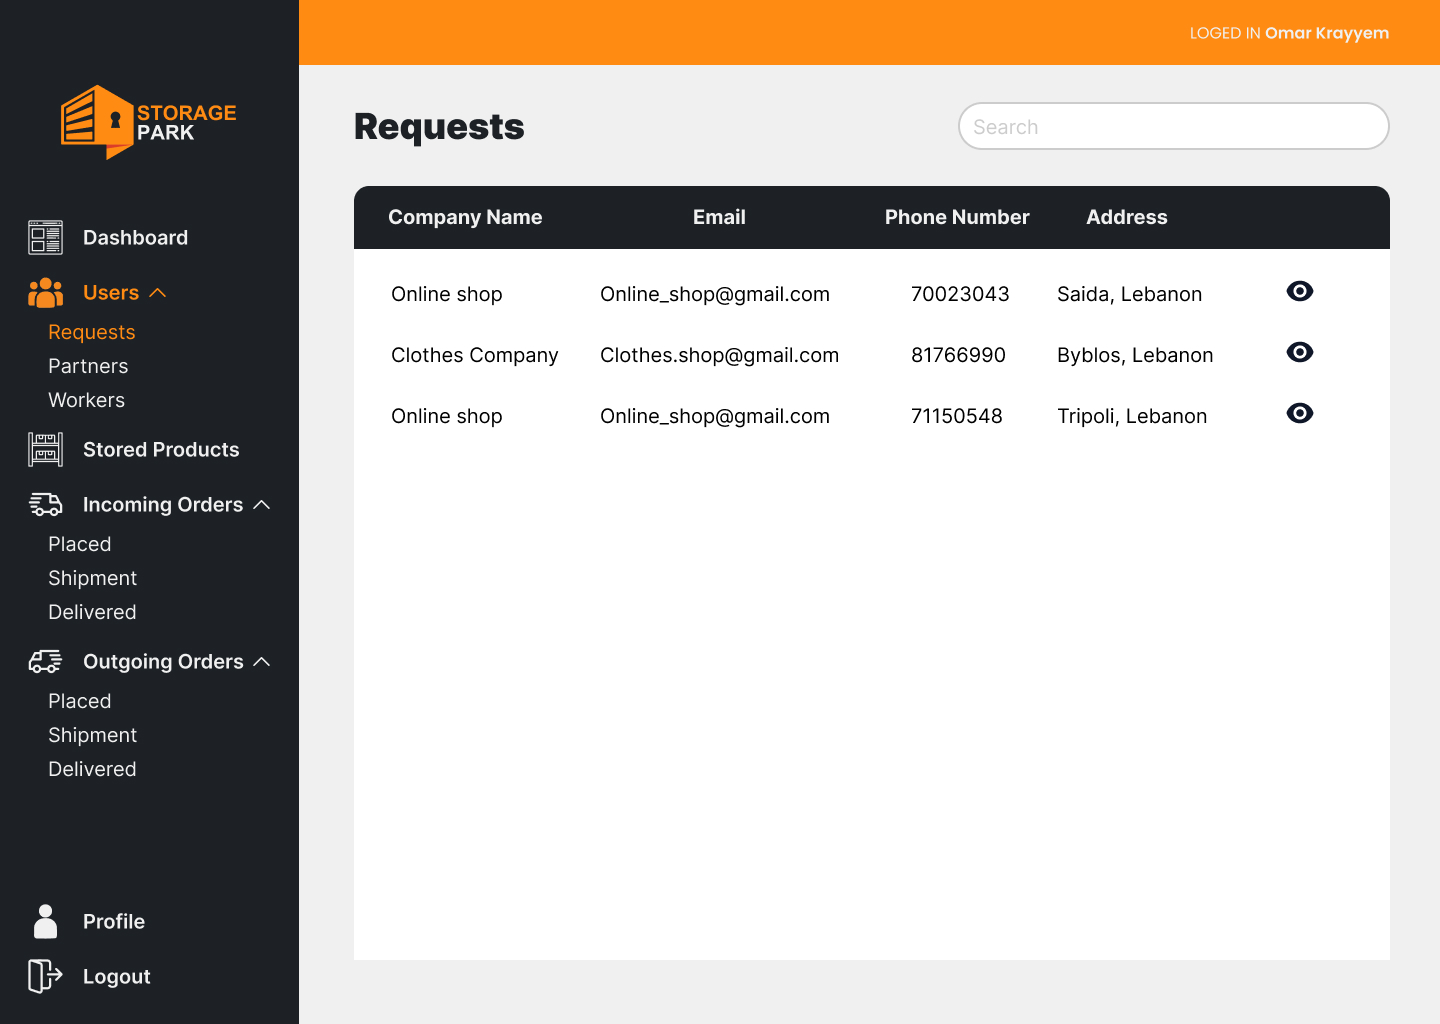 LOGED IN Omar Krayyem
STORAGE
PARK
Dashboard
Users
Requests
Partners
Workers
Stored Products
Incoming Orders
Placed
Shipment
Delivered
Outgoing Orders
Placed
Shipment
Delivered
Profile
Logout
Requests
Search
Company Name Email Phone Number Address
Online shop Online_shop@gmail.com 70023043 Saida, Lebanon
Clothes Company Clothes.shop@gmail.com 81766990 Byblos, Lebanon
Online shop Online_shop@gmail.com 71150548 Tripoli, Lebanon